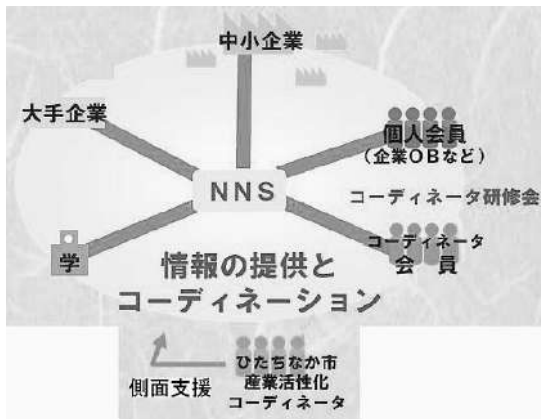 中小企業
大手企業
個人会員
(企業OBなど)
NNS
コーディネータ研修会
コーディネータ
会員
学
情報の提供と
コーディネーション
側面支援
ひたちなか市
産業活性化
コーディネータ